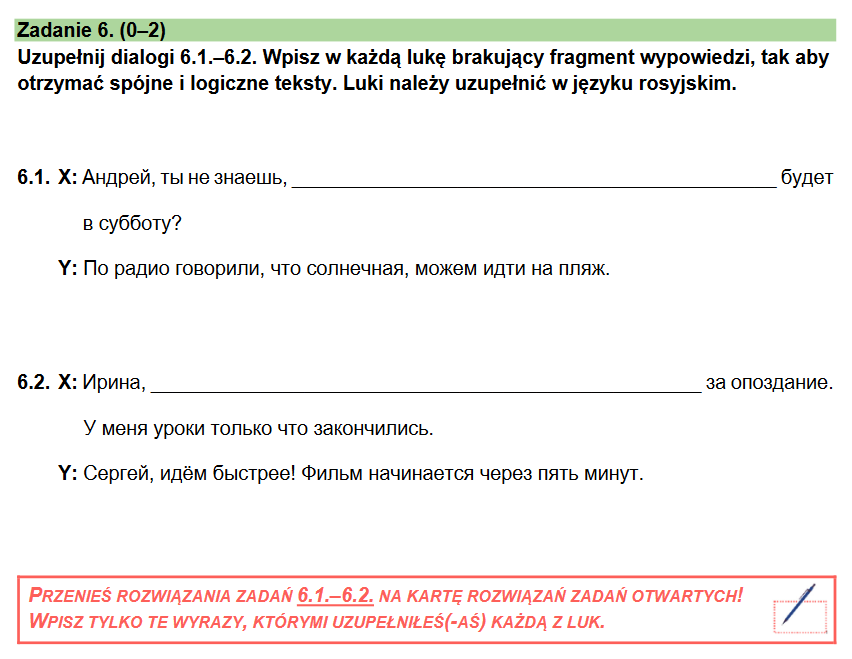 Zadanie 6. (0–2)
Uzupełnij dialogi 6.1.–6.2. Wpisz w każdą lukę brakujący fragment wypowiedzi, tak aby
otrzymać spójne i logiczne teksty. Luki należy uzupełnić w języku rosyjskim.
6.1. X: Андрей, ты не знаешь, ____________________ будет
в субботу?
Y: По радио говорили, что солнечная, можем идти на пляж.
6.2. X: Ирина, ____________________ за опоздание.
У меня уроки только что закончились.
Y: Сергей, идём быстрее! Фильм начинается через пять минут.
PRZENIEŚ ROZWIĄZANIA ZADAŃ 6.1.–6.2. NA KARTĘ ROZWIĄZAŃ ZADAŃ OTWARTYCH!
WPISZ TYLKO TE WYRAZY, KTÓRYMI UZUPEŁNIŁEŚ(-AŚ) KAŻDĄ Z LUK.